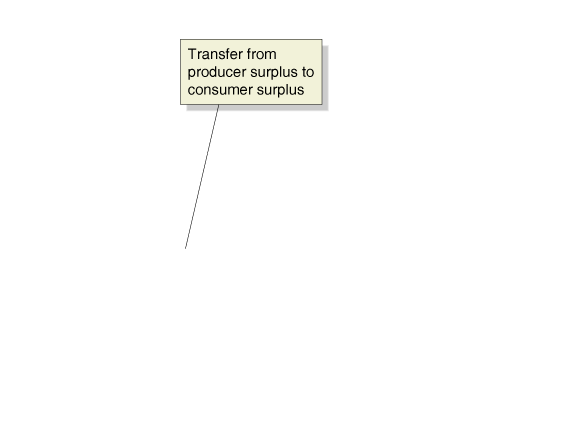 Transfer from
producer surplus to
consumer surplus